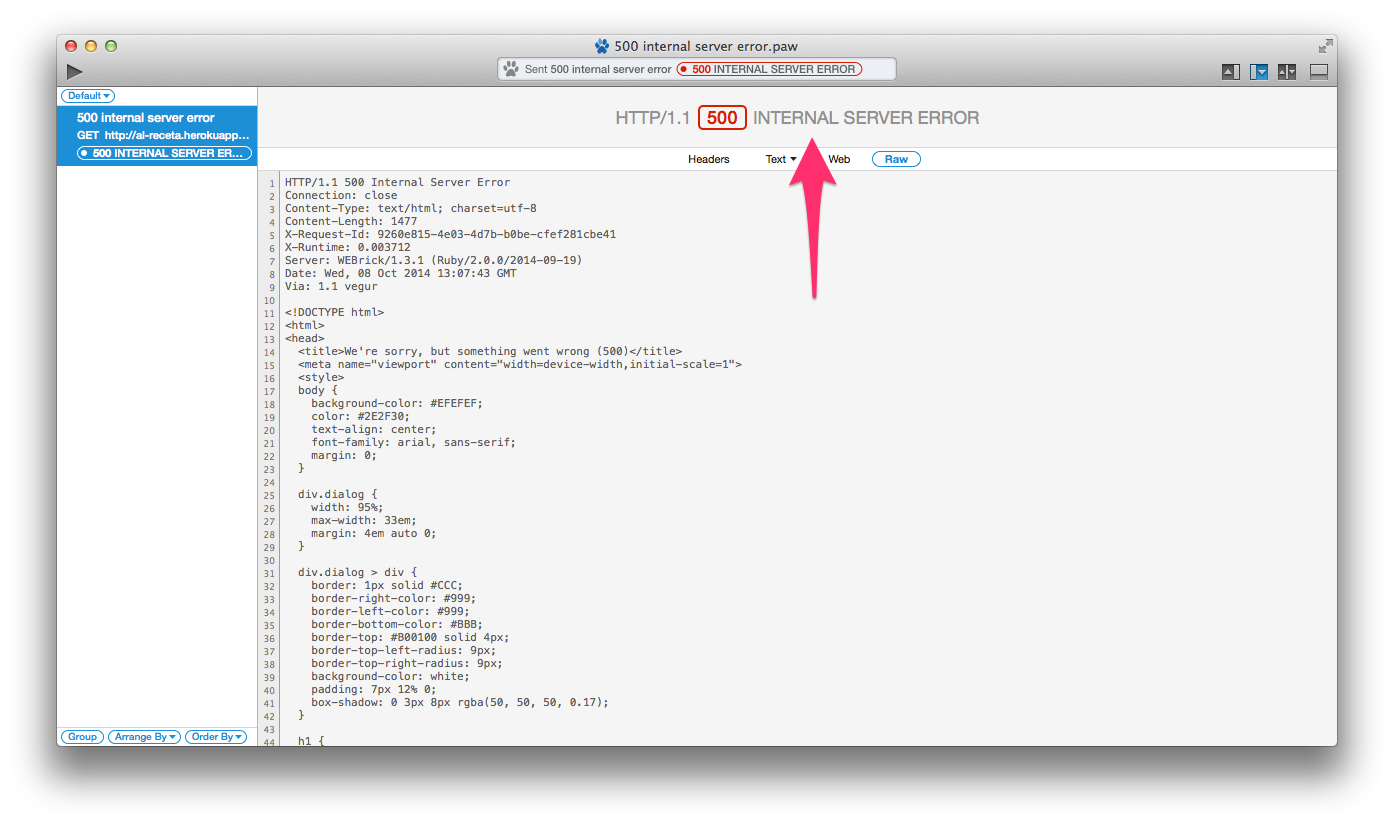 500 internal server error.paw
Sent 500 internal server error 500 INTERNAL SERVER ERROR
Default
500 internal server error
GET http://al-receta.herokuapp...
500 INTERNAL SERVER ER...
HTTP/1.1 500 INTERNAL SERVER ERROR
Headers Text Web Raw
1 HTTP/1.1 500 Internal Server Error
2 Connection: close
3 Content-Type: text/html; charset=utf-8
4 Content-Length: 1477
5 X-Request-Id: 9260e815-4e03-4d7b-b0be-cfef281cbe41
6 X-Runtime: 0.003712
7 Server: WEBrick/1.3.1 (Ruby/2.0.0/2014-09-19)
8 Date: Wed, 08 Oct 2014 13:07:43 GMT
9 Via: 1.1 vegur
10
11 <!DOCTYPE html>
12 <html>
13 <head>
14   <title>We're sorry, but something went wrong (500)</title>
15   <meta name="viewport" content="width=device-width,initial-scale=1">
16   <style>
17   body {
18     background-color: #EFEFEF;
19     color: #2E2F30;
20     text-align: center;
21     font-family: arial, sans-serif;
22     margin: 0;
23   }
24
25   div.dialog {
26     width: 95%;
27     max-width: 33em;
28     margin: 4em auto 0;
29   }
30
31   div.dialog > div {
32     border: 1px solid #CCC;
33     border-right-color: #999;
34     border-left-color: #999;
35     border-bottom-color: #BBB;
36     border-top: #B00100 solid 4px;
37     border-top-left-radius: 9px;
38     border-top-right-radius: 9px;
39     background-color: white;
40     padding: 7px 12% 0;
41     box-shadow: 0 3px 8px rgba(50, 50, 50, 0.17);
42   }
43
44   h1 {
Group Arrange By Order By